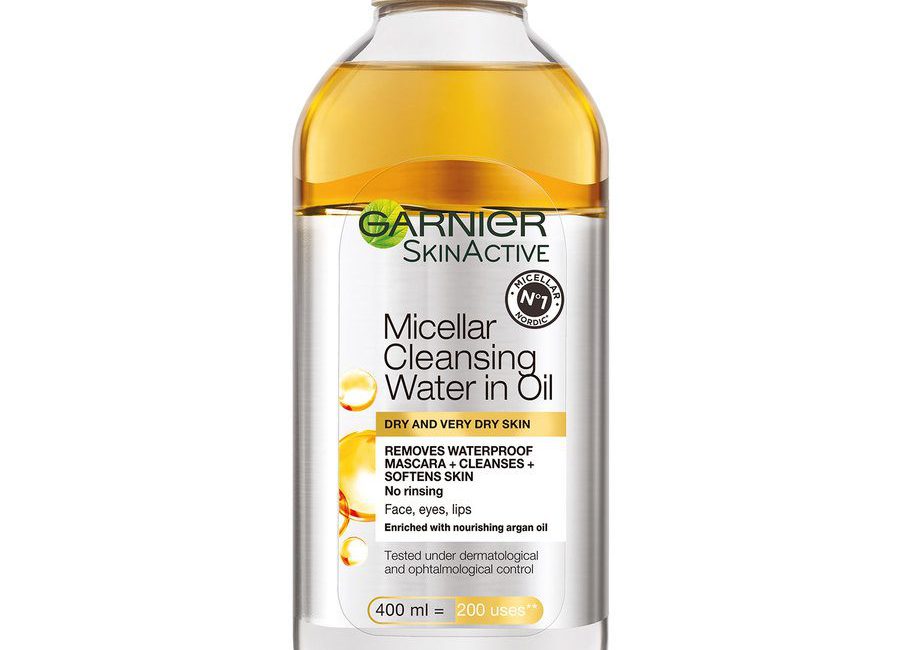 GARNIER
SKINACTIVE
MICELLAR
N°1
NORDIC*
Micellar
Cleansing
Water in Oil
DRY AND VERY DRY SKIN
REMOVES WATERPROOF
MASCARA + CLEANSES +
SOFTENS SKIN
No rinsing
Face, eyes, lips
Enriched with nourishing argan oil
Tested under dermatological
and ophtalmological control
400 ml = 200 uses**